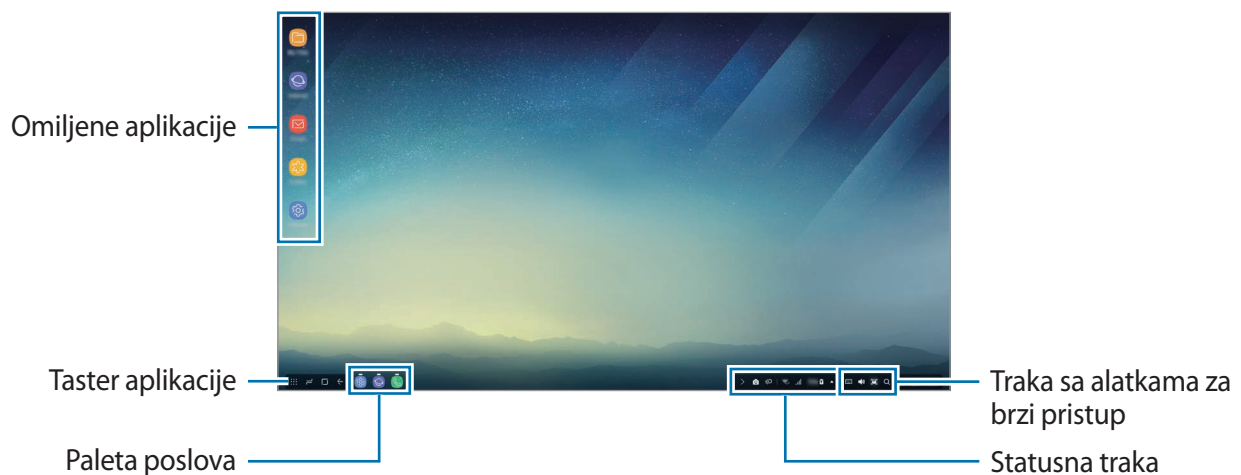 Omiljene aplikacije
Taster aplikacije
Paleta poslova
Traka sa alatkama za
brzi pristup
Statusna traka